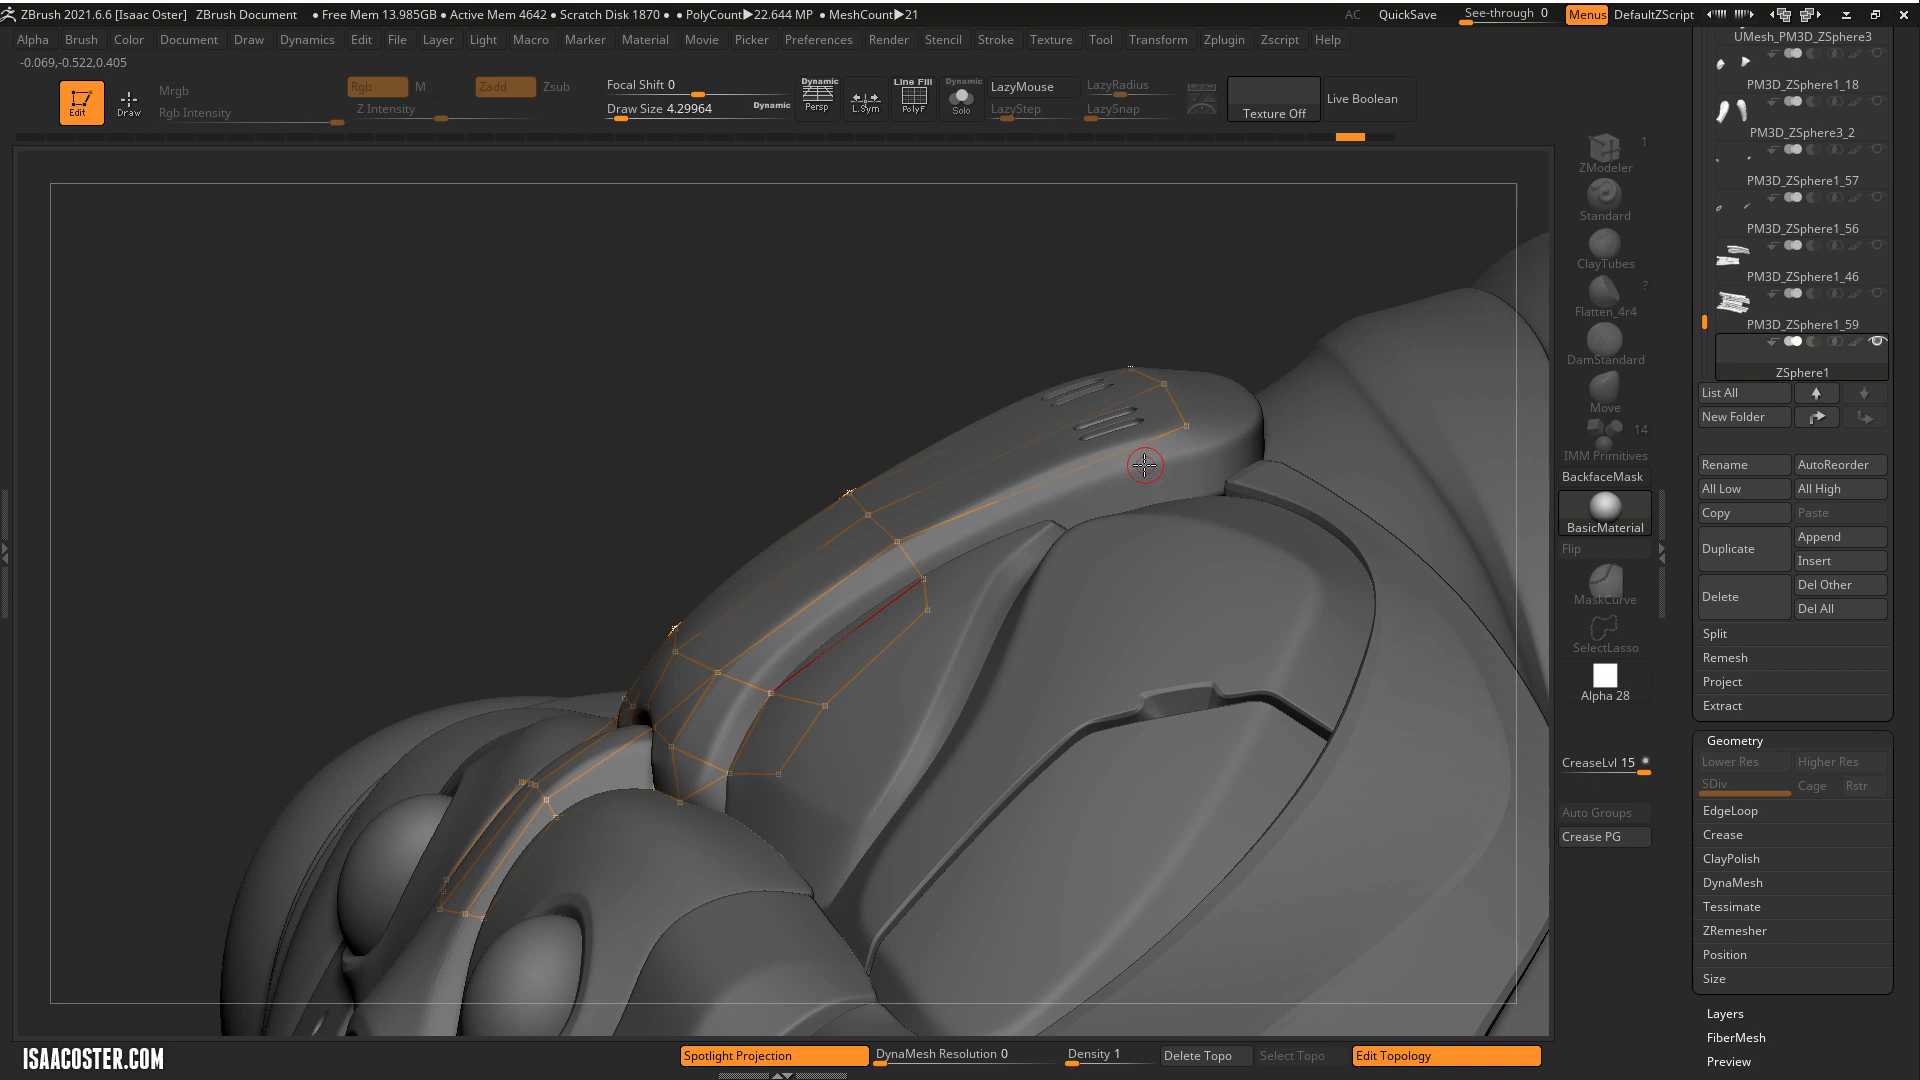 ZBrush 2021.6.6 [Isaac Oster] ZBrush Document • Free Mem 13.985GB • Active Mem 4642 • Scratch Disk 1870 • • PolyCount▶22.644 MP • MeshCount▶21 AC QuickSave See-through 0 Menus DefaultZScript
Alpha Brush Color Document Draw Dynamics Edit File Layer Light Macro Marker Material Movie Picker Preferences Render Stencil Stroke Texture Tool Transform Zplugin Zscript Help
-0.069,-0.522,0.405
Edit Draw Mrgb Rgb M Zadd Zsub
Rgb Intensity Z Intensity
Focal Shift 0
Draw Size 4.29964 Dynamic
Dynamic
Persp
L.Sym
Line Fill
PolyF
Dynamic
Solo
LazyMouse LazyRadius
LazyStep LazySnap
Texture Off
Live Boolean
1
ZModeler
Standard
ClayTubes
?
Flatten_4r4
DamStandard
Move
14
IMM Primitives
BackfaceMask
BasicMaterial
Flip
MaskCurve
SelectLasso
Alpha 28
CreaseLvl 15
Auto Groups
Crease PG
UMesh_PM3D_ZSphere3
PM3D_ZSphere1_18
PM3D_ZSphere3_2
PM3D_ZSphere1_57
PM3D_ZSphere1_56
PM3D_ZSphere1_46
PM3D_ZSphere1_59
ZSphere1
List All
New Folder
Rename AutoReorder
All Low All High
Copy Paste
Duplicate Append
Insert
Delete Del Other
Del All
Split
Remesh
Project
Extract
Geometry
Lower Res Higher Res
SDiv Cage Rstr
EdgeLoop
Crease
ClayPolish
DynaMesh
Tessimate
ZRemesher
Position
Size
Layers
FiberMesh
Preview
ISAACOSTER.COM
Spotlight Projection DynaMesh Resolution 0 Density 1 Delete Topo Select Topo Edit Topology